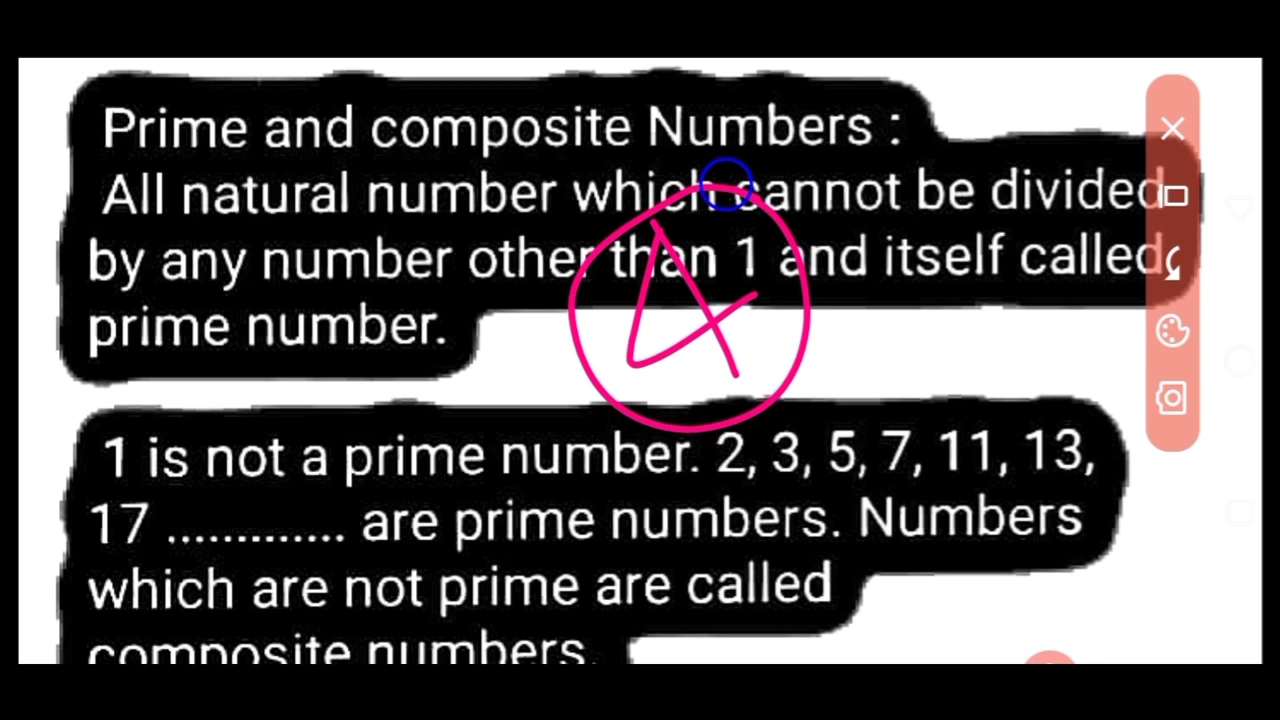 Prime and composite Numbers :
All natural number which cannot be divided
by any number other than 1 and itself called
prime number.
4
1 is not a prime number. 2, 3, 5, 7, 11, 13,
17 ............. are prime numbers. Numbers
which are not prime are called
composite numbers.